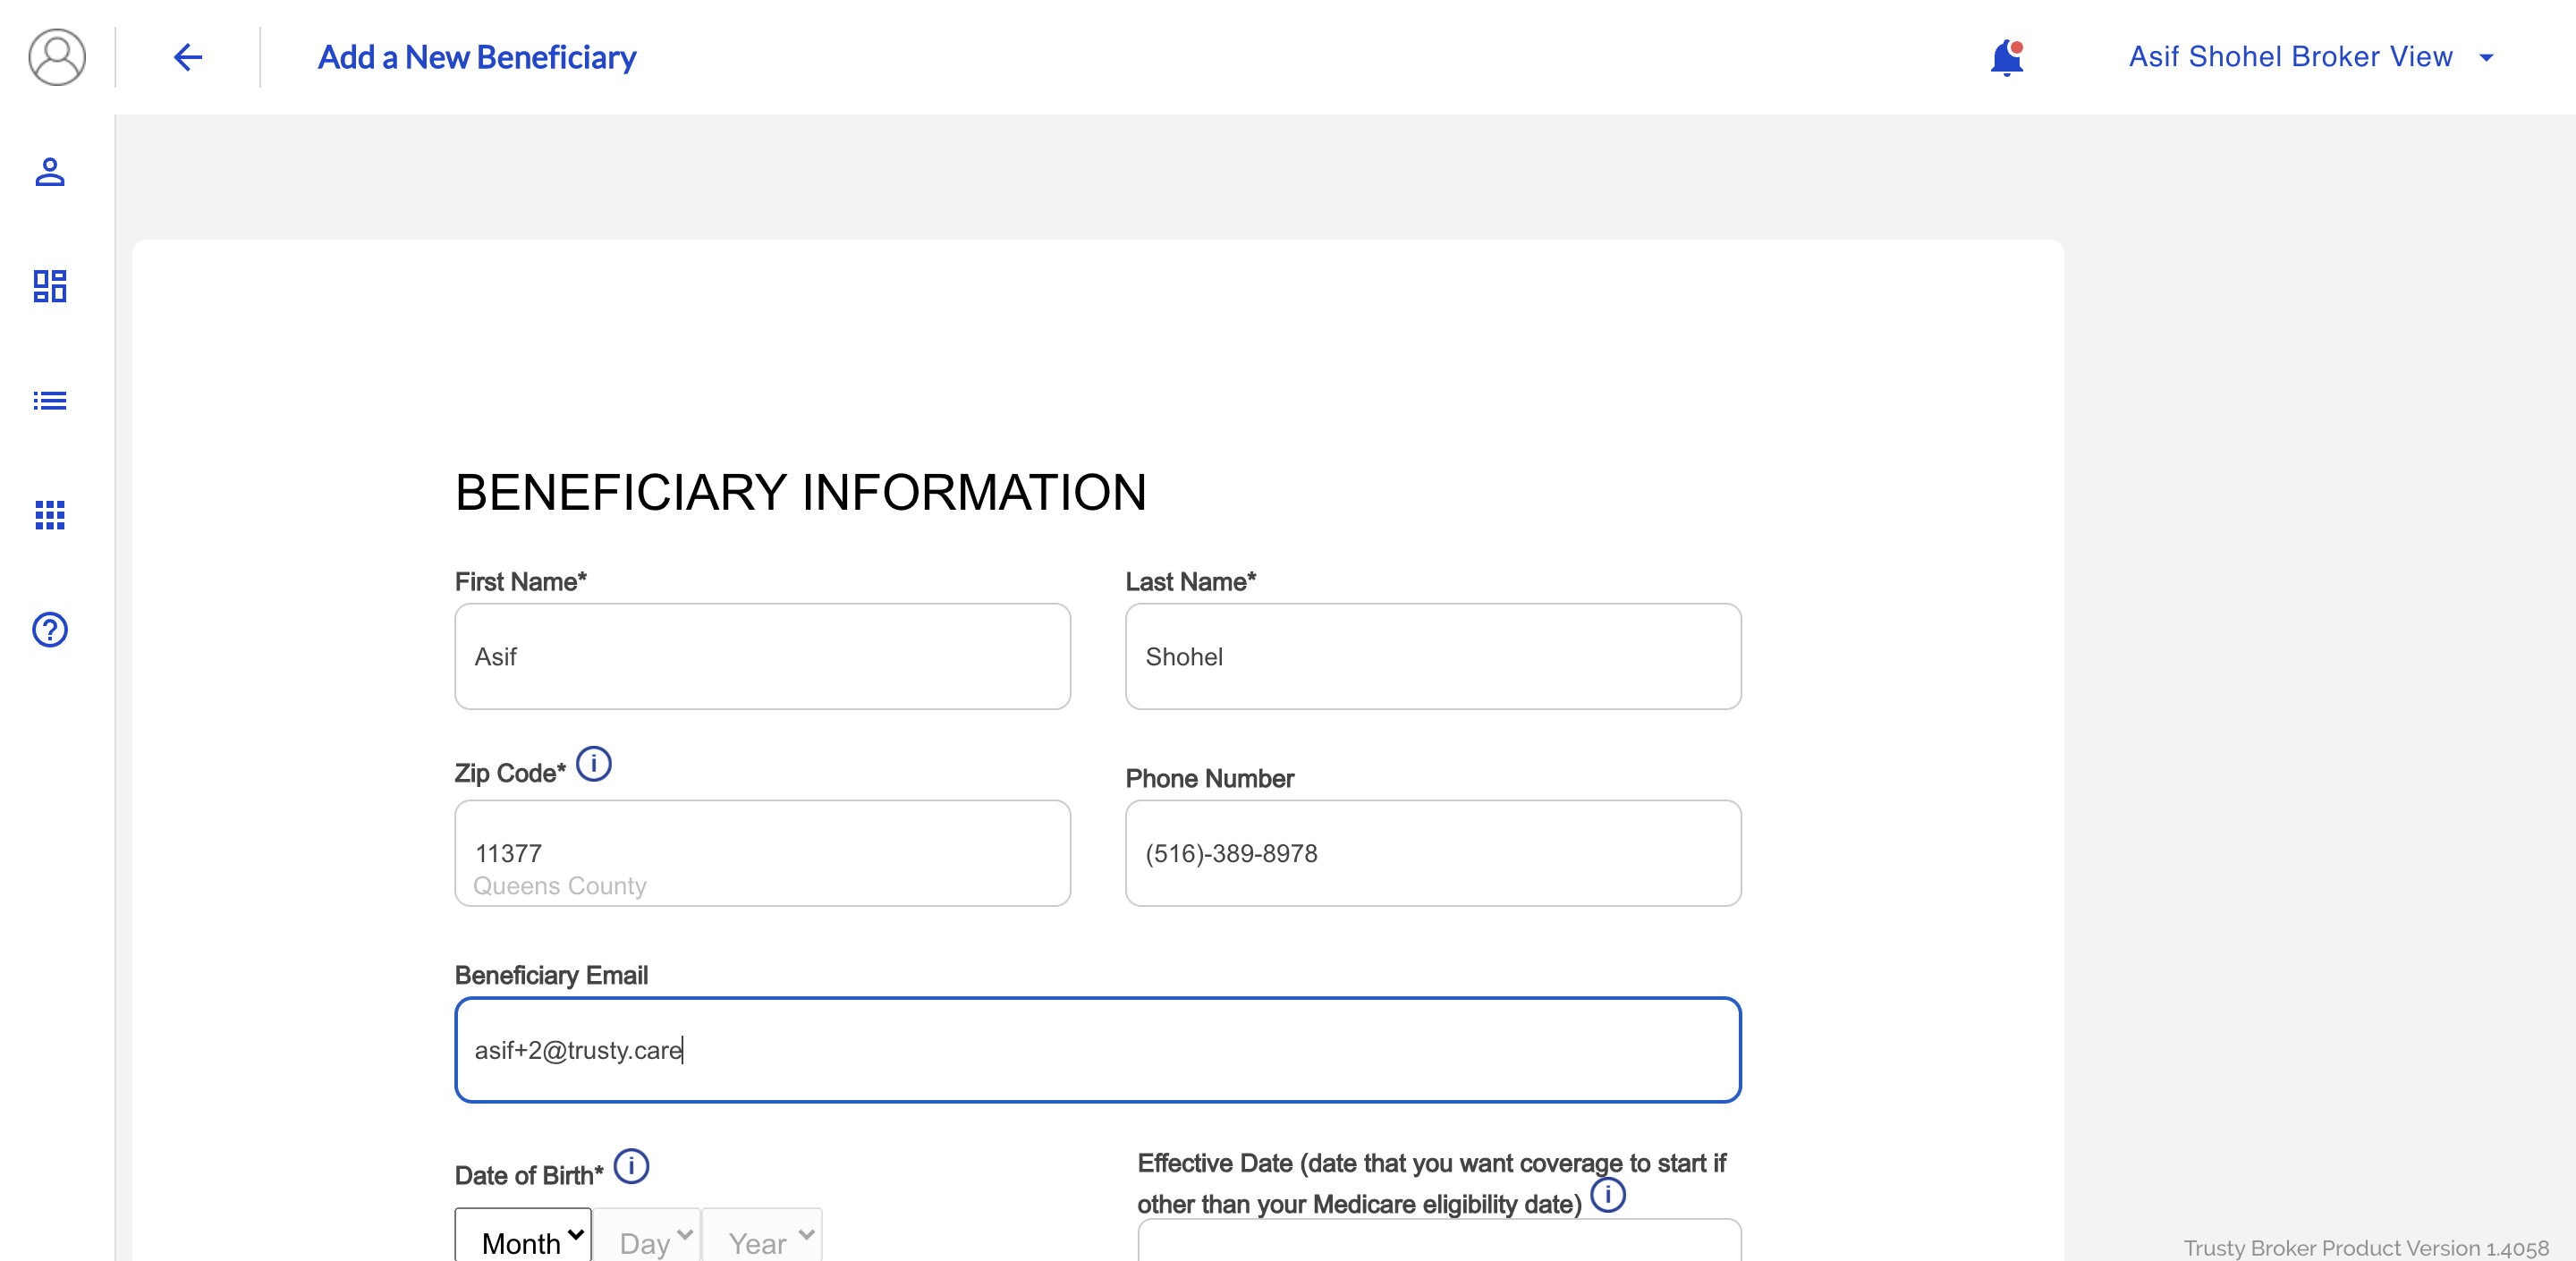 Add a New Beneficiary
Asif Shohel Broker View
BENEFICIARY INFORMATION
First Name*
Last Name*
Asif
Shohel
Zip Code*
Phone Number
11377
Queens County
(516)-389-8978
Beneficiary Email
asif+2@trusty.care
Date of Birth*
Effective Date (date that you want coverage to start if
other than your Medicare eligibility date)
Month
Day
Year
Trusty Broker Product Version 1.4058